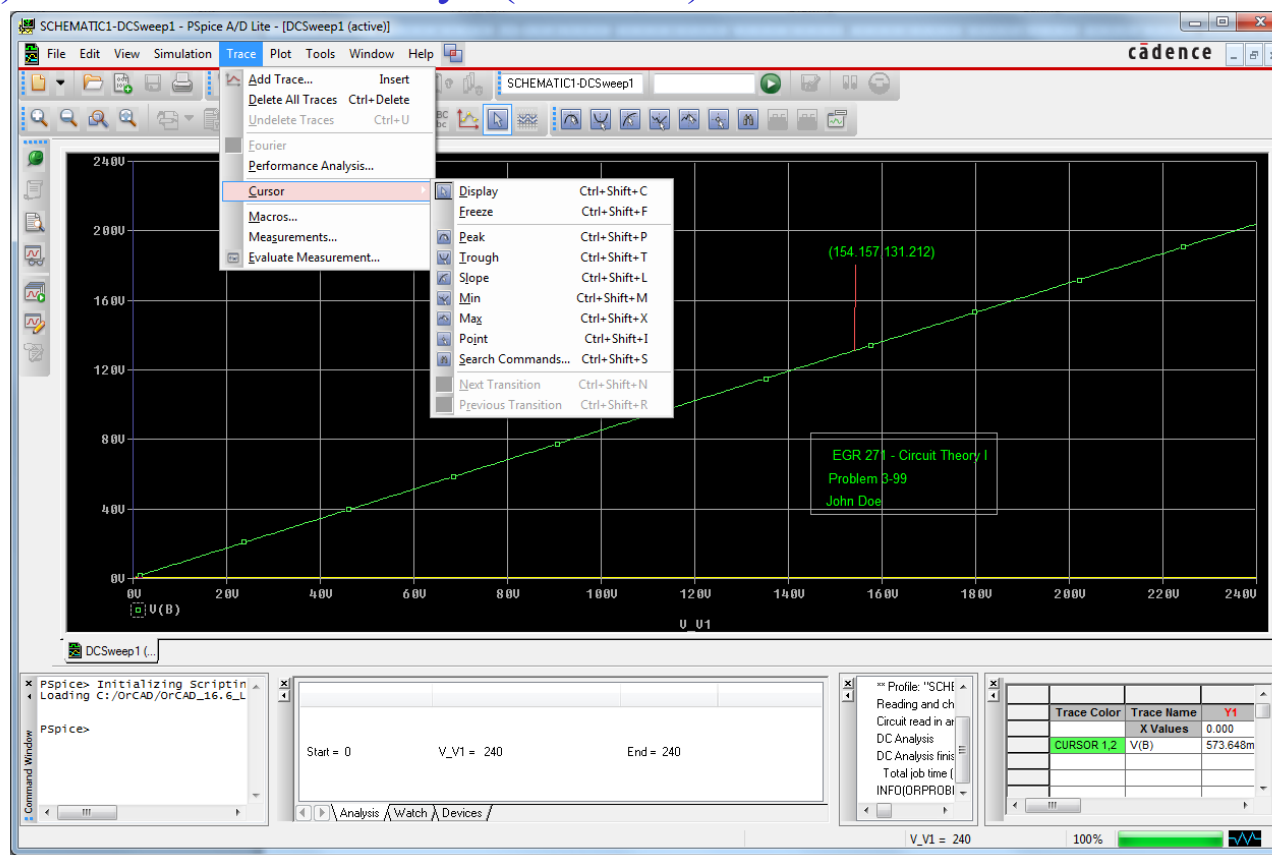 SCHEMATIC1-DCSweep1 - PSpice A/D Lite - [DCSweep1 (active)]
File Edit View Simulation Trace Plot Tools Window Help
cādence
SCHEMATIC1-DCSweep1
Add Trace... Insert
Delete All Traces Ctrl+Delete
Undelete Traces Ctrl+U
Fourier
Performance Analysis...
Cursor
Macros...
Measurements...
Evaluate Measurement...
Display Ctrl+Shift+C
Freeze Ctrl+Shift+F
Peak Ctrl+Shift+P
Trough Ctrl+Shift+T
Slope Ctrl+Shift+L
Min Ctrl+Shift+M
Max Ctrl+Shift+X
Point Ctrl+Shift+I
Search Commands... Ctrl+Shift+S
Next Transition Ctrl+Shift+N
Previous Transition Ctrl+Shift+R
240V
200V
160V
120V
80V
40V
0V
(154.157,131.212)
EGR 271 - Circuit Theory I
Problem 3-99
John Doe
0V 20V 40V 60V 80V 100V 120V 140V 160V 180V 200V 220V 240V
V(B)
V_V1
DCSweep1 (...
PSpice> Initializing Scriptin
Loading C:/OrCAD/OrCAD_16.6_L
PSpice>
Command Window
Start = 0 V_V1 = 240 End = 240
Analysis Watch Devices
** Profile: "SCHE
Reading and ch
Circuit read in an
DC Analysis
DC Analysis finis
Total job time (
INFO(ORPROBI
Trace Color Trace Name Y1
X Values 0.000
CURSOR 1,2 V(B) 573.648m
V_V1 = 240 100%